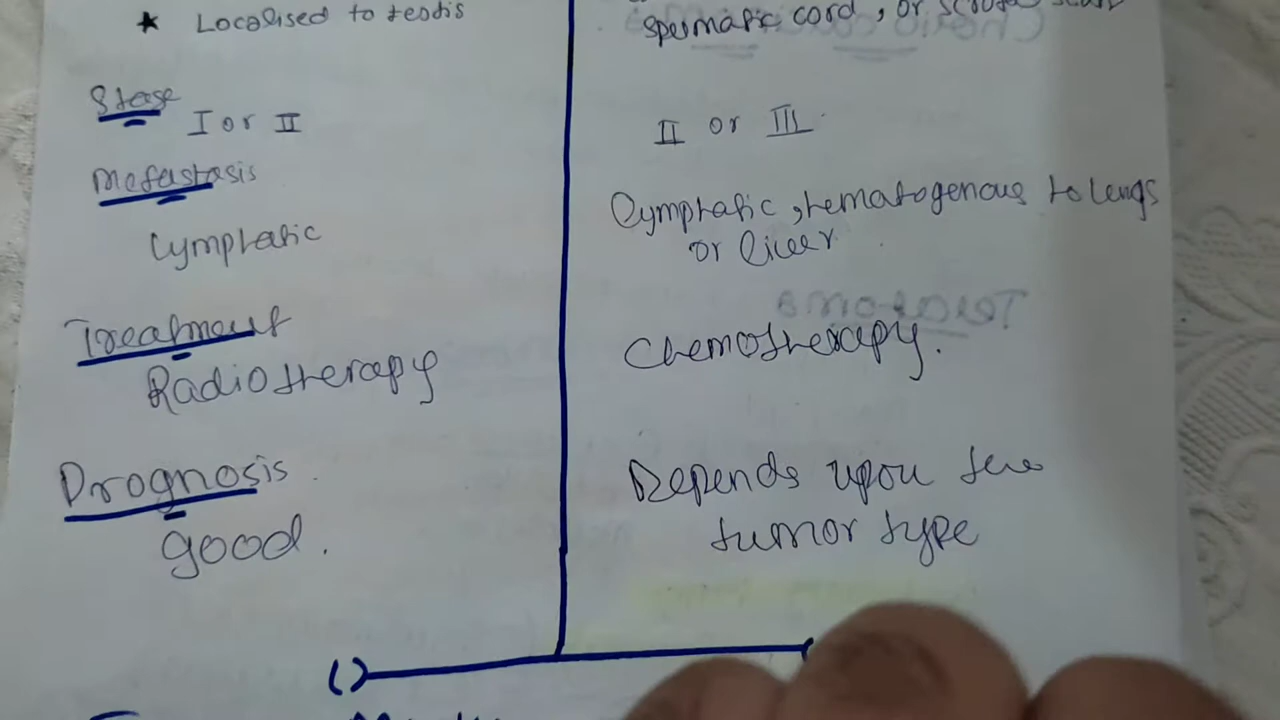 ★ Localised to testis
spermatic cord, or
Stage
I or II
II or III
Metastasis
Lymphatic
Lymphatic, hematogenous to lungs
or liver
Treatment
Radiotherapy
Chemotherapy.
Prognosis
good.
Depends upon the
tumor type